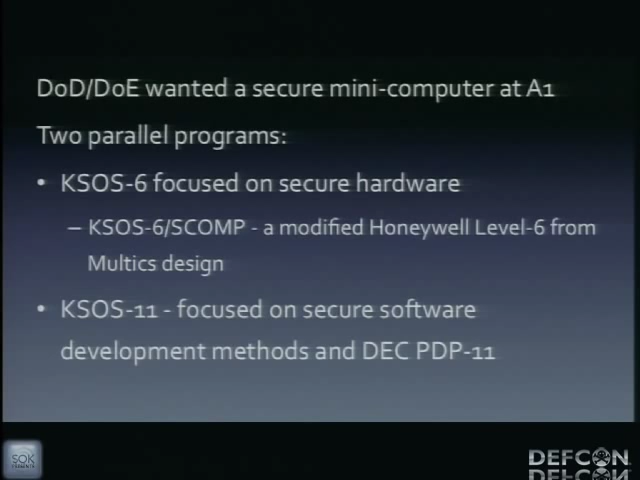 DoD/DoE wanted a secure mini-computer at A1
Two parallel programs:
• KSOS-6 focused on secure hardware
– KSOS-6/SCOMP - a modified Honeywell Level-6 from
Multics design
• KSOS-11 - focused on secure software
development methods and DEC PDP-11
SOK
DEFCON